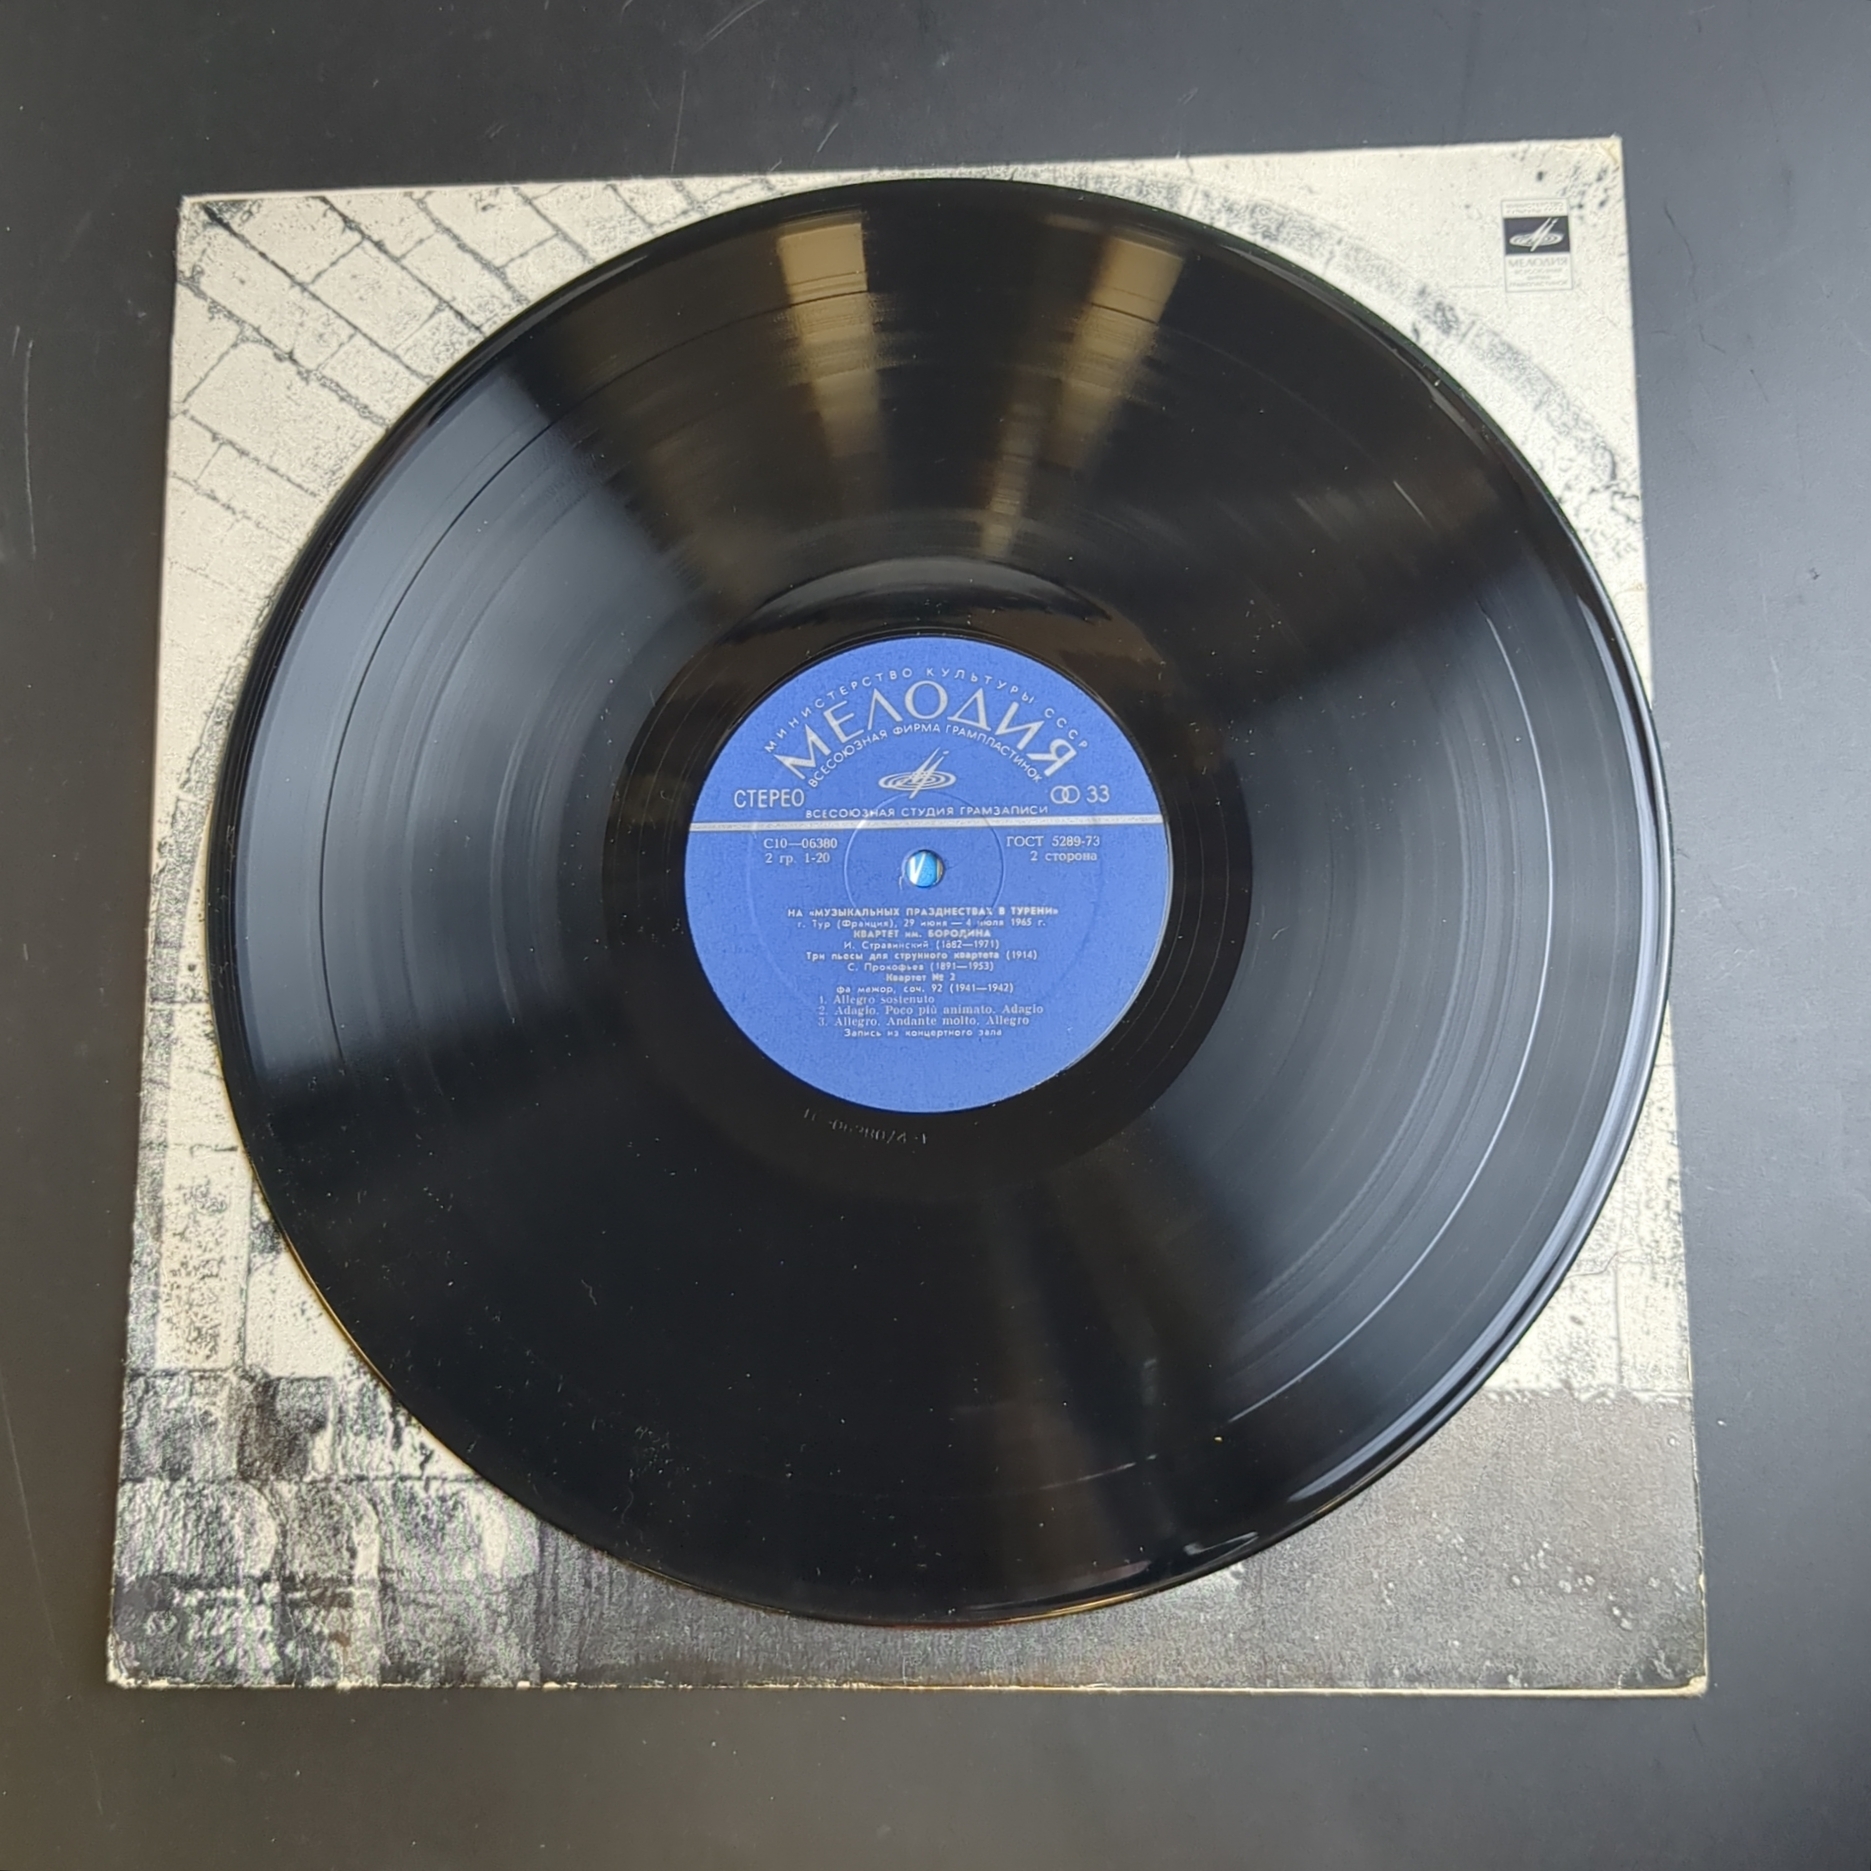 МЕЛОДИЯ
МИНИСТЕРСТВО КУЛЬТУРЫ СССР
МЕЛОДИЯ
ВСЕСОЮЗНАЯ ФИРМА ГРАМПЛАСТИНОК
СТЕРЕО
33
ВСЕСОЮЗНАЯ СТУДИЯ ГРАМЗАПИСИ
С10—06380
ГОСТ 5289-73
2 гр. 1-20
2 сторона
НА «МУЗЫКАЛЬНЫХ ПРАЗДНЕСТВАХ В ТУРЕНИ»
г. Тур (Франция), 29 июня — 4 июля 1965 г.
КВАРТЕТ им. БОРОДИНА
И. Стравинский (1882—1971)
Три пьесы для струнного квартета (1914)
С. Прокофьев (1891—1953)
Квартет № 2
фа мажор, соч. 92 (1941—1942)
1. Allegro sostenuto
2. Adagio. Poco più animato. Adagio
3. Allegro. Andante molto. Allegro
Запись из концертного зала